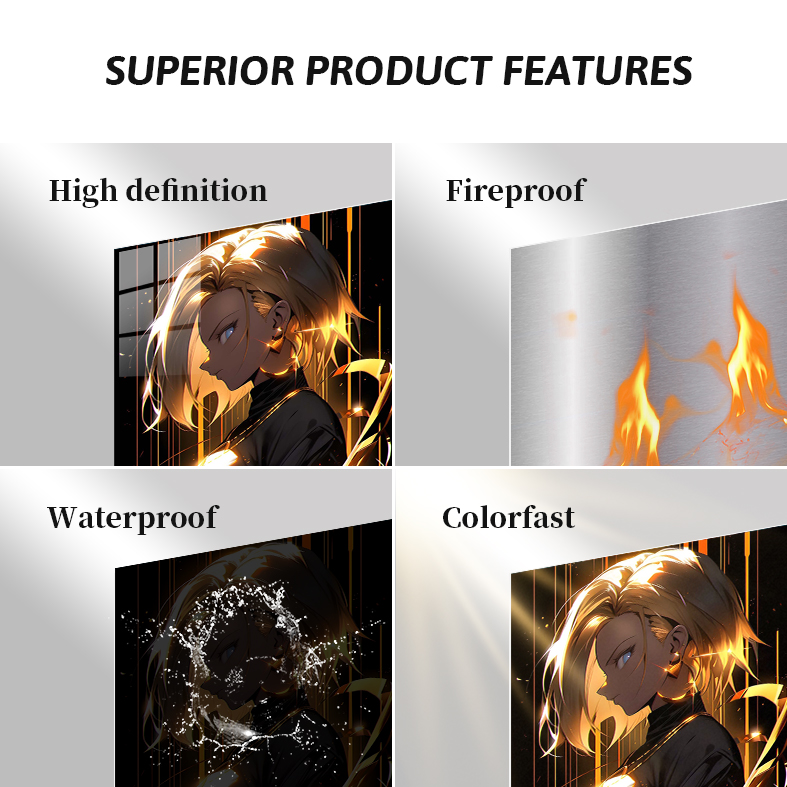 SUPERIOR PRODUCT FEATURES
High definition
Fireproof
Waterproof
Colorfast